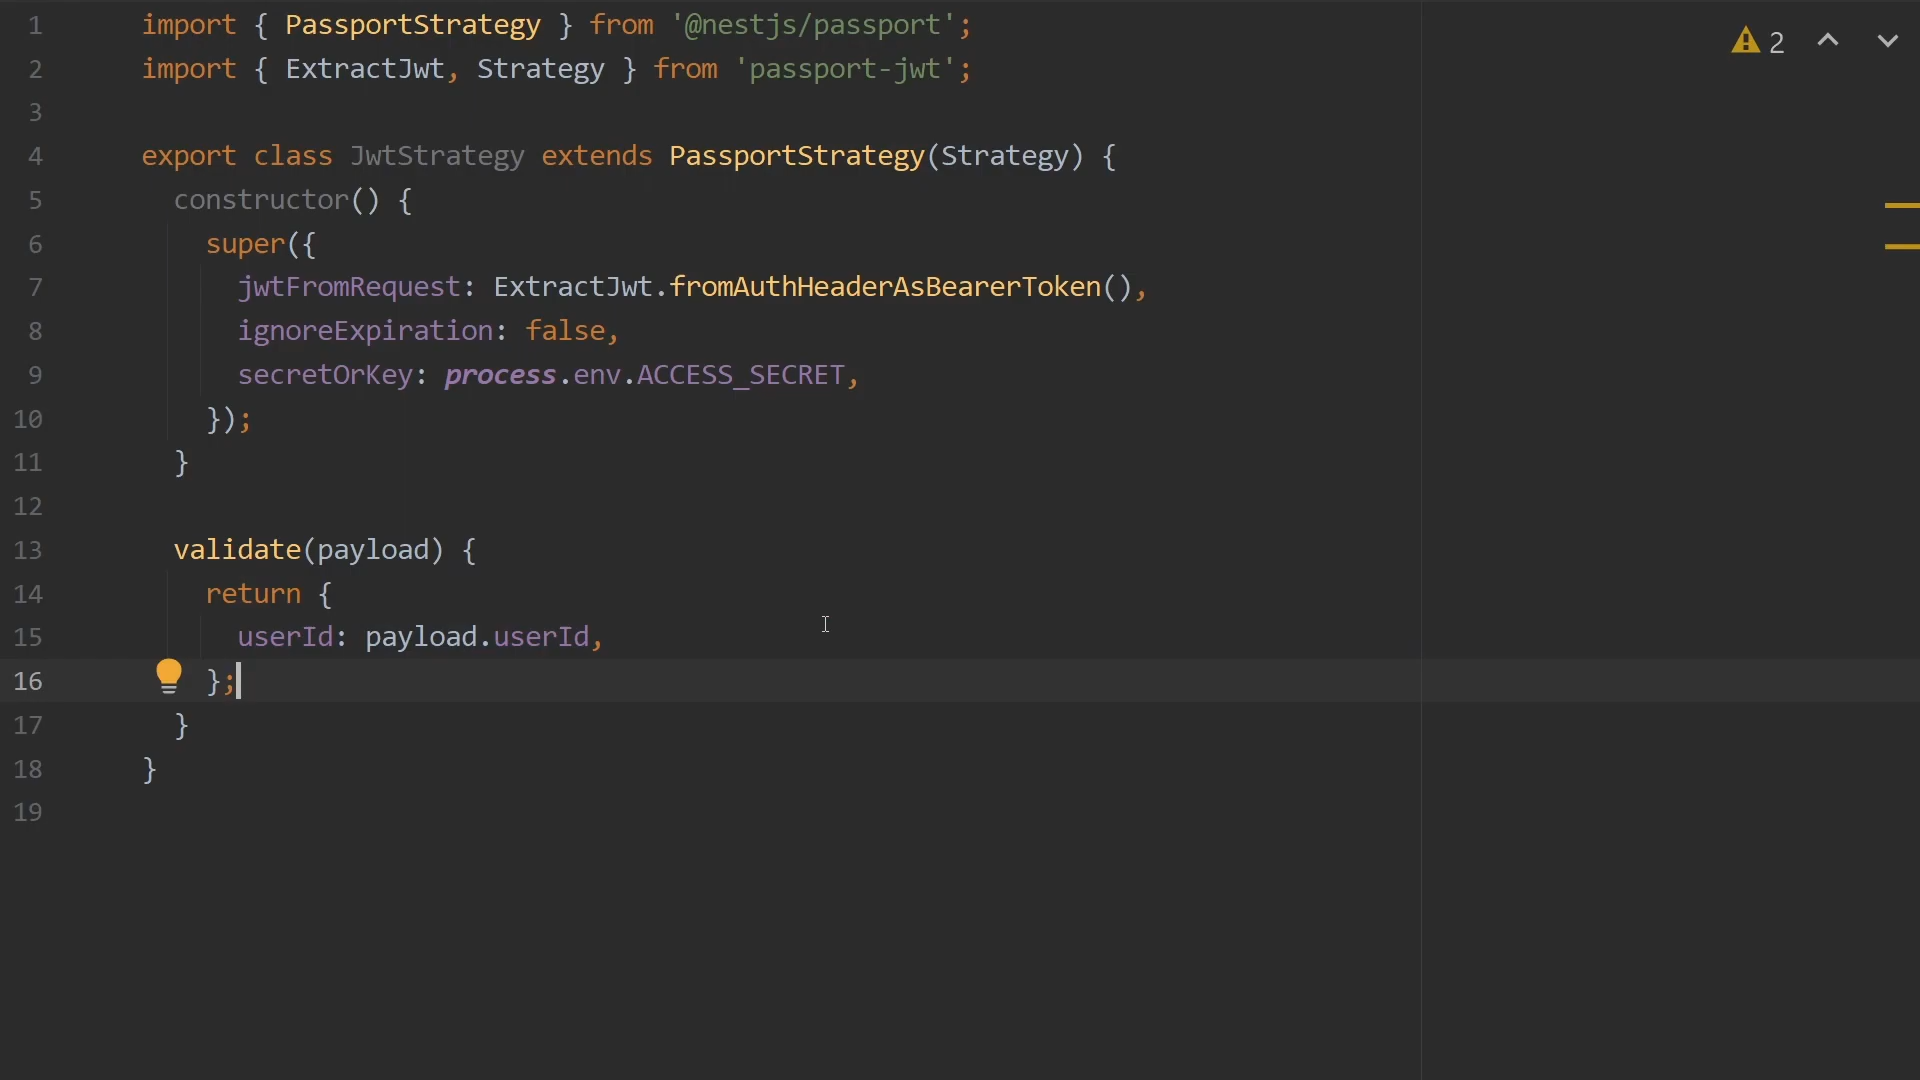 1 import { PassportStrategy } from '@nestjs/passport';
2 import { ExtractJwt, Strategy } from 'passport-jwt';
3
4 export class JwtStrategy extends PassportStrategy(Strategy) {
5   constructor() {
6     super({
7       jwtFromRequest: ExtractJwt.fromAuthHeaderAsBearerToken(),
8       ignoreExpiration: false,
9       secretOrKey: process.env.ACCESS_SECRET,
10     });
11   }
12
13   validate(payload) {
14     return {
15       userId: payload.userId,
16     };
17   }
18 }
19
2